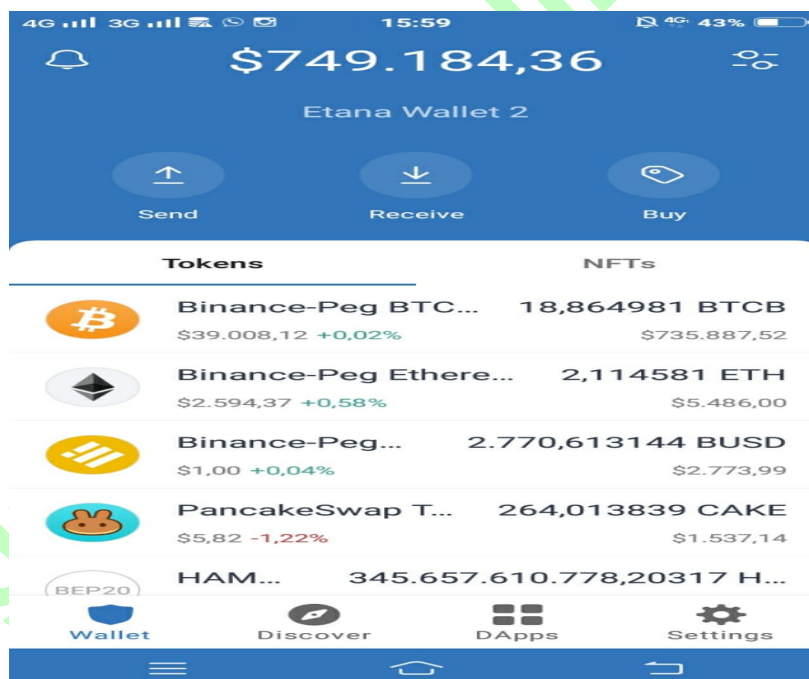 4G 3G 15:59 4G 43%
$749.184,36
Etana Wallet 2
Send Receive Buy
Tokens NFTs
Binance-Peg BTC... 18,864981 BTCB
$39.008,12 +0,02% $735.887,52
Binance-Peg Ethere... 2,114581 ETH
$2.594,37 +0,58% $5.486,00
Binance-Peg... 2.770,613144 BUSD
$1,00 +0,04% $2.773,99
PancakeSwap T... 264,013839 CAKE
$5,82 -1,22% $1.537,14
BEP20 HAM... 345.657.610.778,20317 H...
Wallet Discover DApps Settings